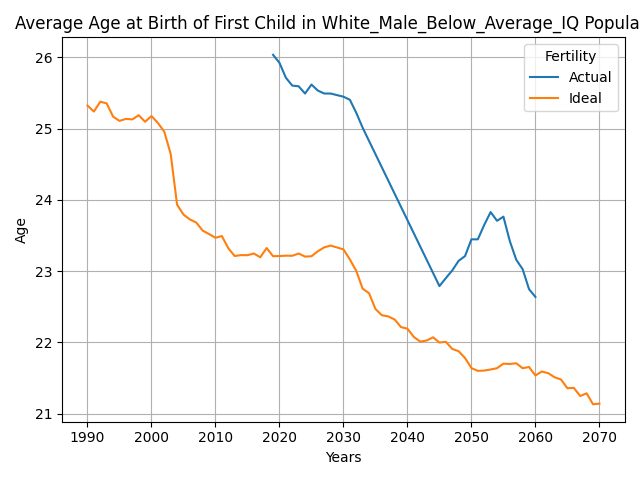 Average Age at Birth of First Child in White_Male_Below_Average_IQ Popula
Fertility
Actual
Ideal
26
25
24
23
22
21
Age
1990 2000 2010 2020 2030 2040 2050 2060 2070
Years